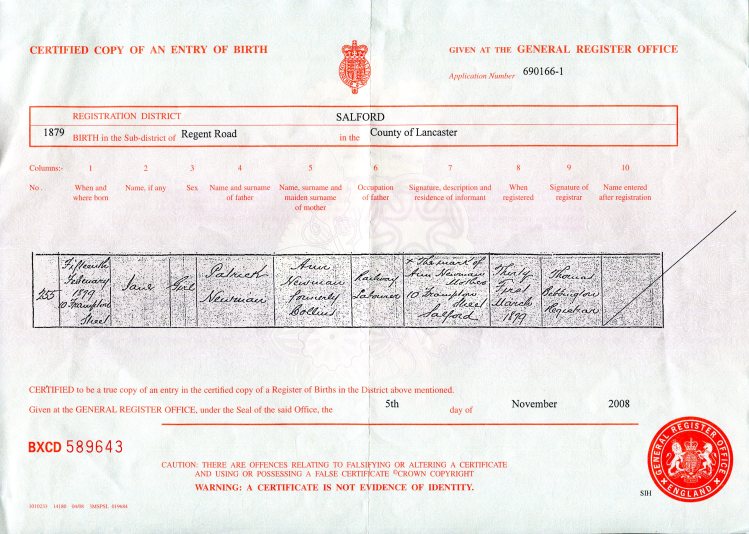 CERTIFIED COPY OF AN ENTRY OF BIRTH
GIVEN AT THE GENERAL REGISTER OFFICE
Application Number 690166-1
REGISTRATION DISTRICT SALFORD
1879 BIRTH in the Sub-district of Regent Road in the County of Lancaster
Columns:- 1 2 3 4 5 6 7 8 9 10
No. When and where born
Name, if any
Sex
Name and surname of father
Name, surname and maiden surname of mother
Occupation of father
Signature, description and residence of informant
When registered
Signature of registrar
Name entered after registration
255
Fifteenth
February
1879
10 Frampton
Street
Jane
Girl
Patrick
Newman
Ann
Newman
formerly
Collins
Railway
Labourer
+ The mark of
Ann Newman
Mother
10 Frampton
Street
Salford
Thirty
First
March
1879
Thomas
Bebbington
Registrar
CERTIFIED to be a true copy of an entry in the certified copy of a Register of Births in the District above mentioned.
Given at the GENERAL REGISTER OFFICE, under the Seal of the said Office, the 5th day of November 2008
BXCD 589643
CAUTION: THERE ARE OFFENCES RELATING TO FALSIFYING OR ALTERING A CERTIFICATE
AND USING OR POSSESSING A FALSE CERTIFICATE ©CROWN COPYRIGHT
WARNING: A CERTIFICATE IS NOT EVIDENCE OF IDENTITY.
GENERAL REGISTER OFFICE
ENGLAND
SIH